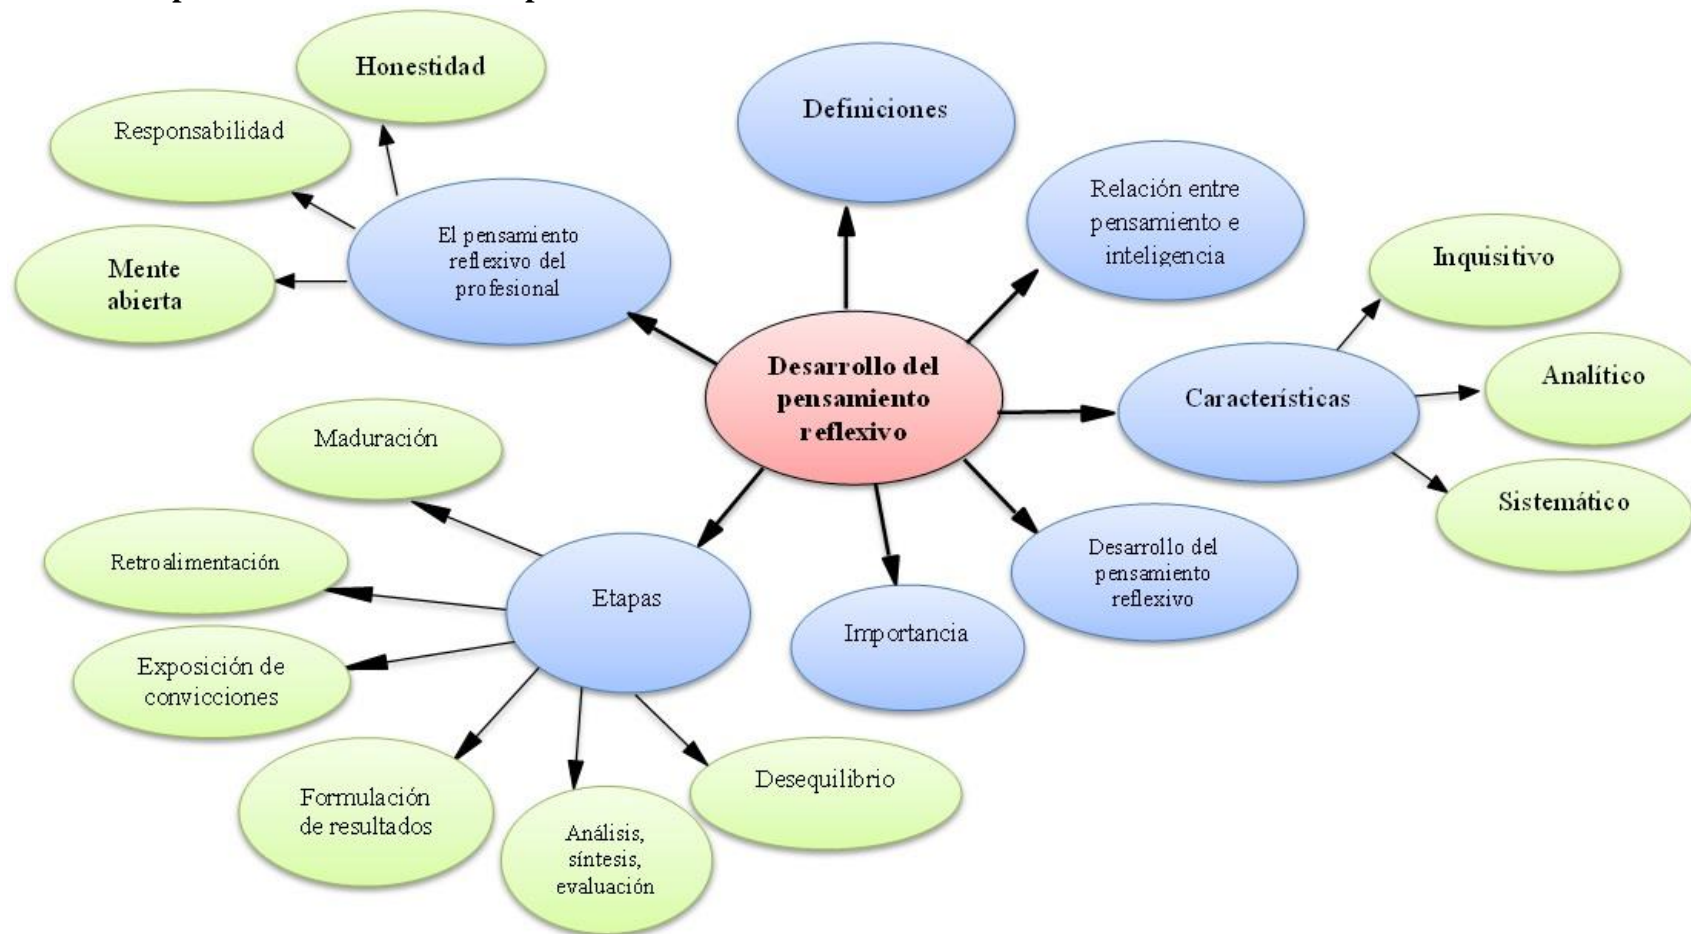 Honestidad
Responsabilidad
Mente
abierta
El pensamiento
reflexivo del
profesional
Definiciones
Relación entre
pensamiento e
inteligencia
Inquisitivo
Analítico
Sistemático
Características
Desarrollo del
pensamiento
reflexivo
Desarrollo del
pensamiento
reflexivo
Importancia
Etapas
Maduración
Retroalimentación
Exposición de
convicciones
Formulación
de resultados
Análisis,
síntesis,
evaluación
Desequilibrio